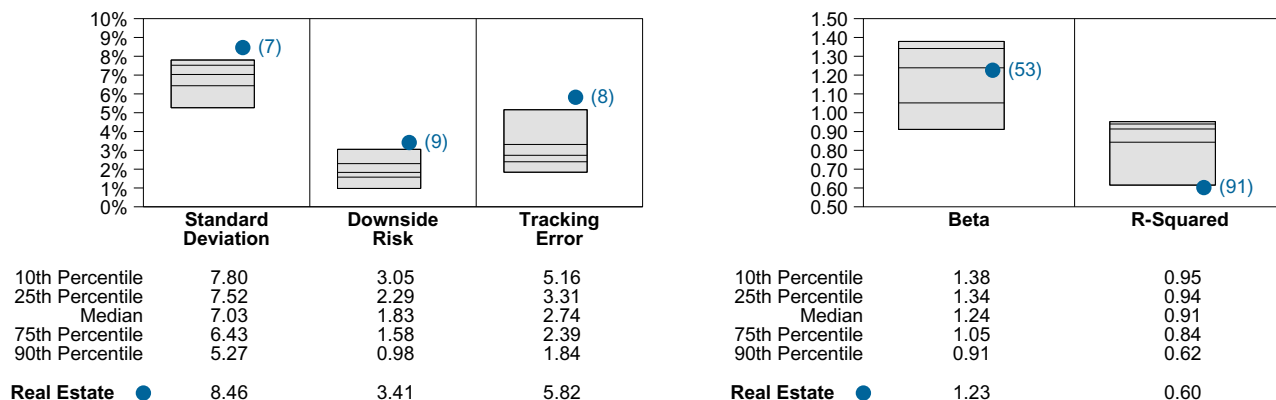 10%
9%
8%
7%
6%
5%
4%
3%
2%
1%
0%
(7)
(9)
(8)
Standard
Deviation
Downside
Risk
Tracking
Error
10th Percentile 7.80 3.05 5.16
25th Percentile 7.52 2.29 3.31
Median 7.03 1.83 2.74
75th Percentile 6.43 1.58 2.39
90th Percentile 5.27 0.98 1.84
Real Estate 8.46 3.41 5.82
1.50
1.40
1.30
1.20
1.10
1.00
0.90
0.80
0.70
0.60
0.50
(53)
(91)
Beta R-Squared
10th Percentile 1.38 0.95
25th Percentile 1.34 0.94
Median 1.24 0.91
75th Percentile 1.05 0.84
90th Percentile 0.91 0.62
Real Estate 1.23 0.60